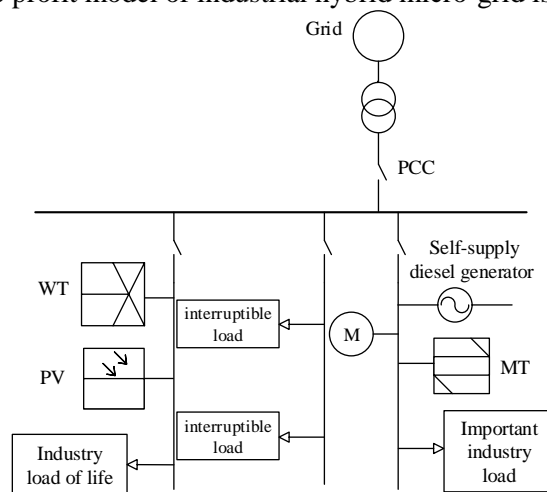 profit model of industrial hybrid micro-grid is
Grid
PCC
Self-supply
diesel generator
WT
interruptible
load
M
PV
MT
interruptible
load
Industry
load of life
Important
industry
load